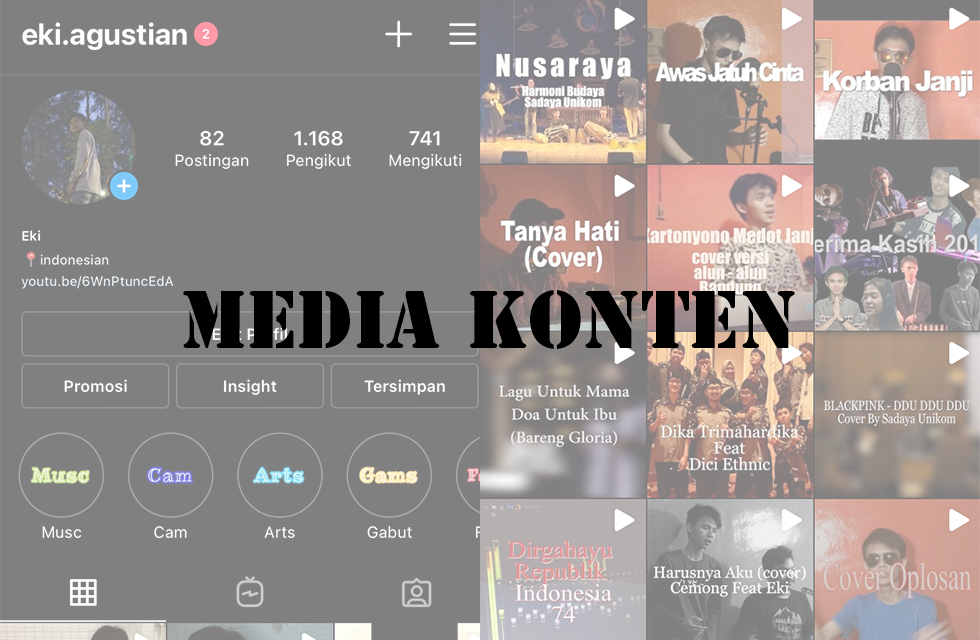 eki.agustian 2
82 1.168 741
Postingan Pengikut Mengikuti
Eki
indonesian
youtu.be/6WnPtuncEdA
Edit Profil
Promosi Insight Tersimpan
Musc Cam Arts Gams
Musc Cam Arts Gabut
MEDIA KONTEN
Nusaraya
Harmoni Budaya
Sadaya Unikom
Awas Jatuh Cinta
Korban Janji
Tanya Hati
(Cover)
Kartonyono Medot Janji
cover versi
alun - alun
Bandung
erima Kasih 201
Lagu Untuk Mama
Doa Untuk Ibu
(Bareng Gloria)
Dika Trimahardika
Feat
Dici Ethnic
BLACKPINK - DDU DDU DDU
Cover By Sadaya Unikom
Dirgahayu
Republik
Indonesia
74
Harusnya Aku (cover)
Cemong Feat Eki
Cover Oplosan